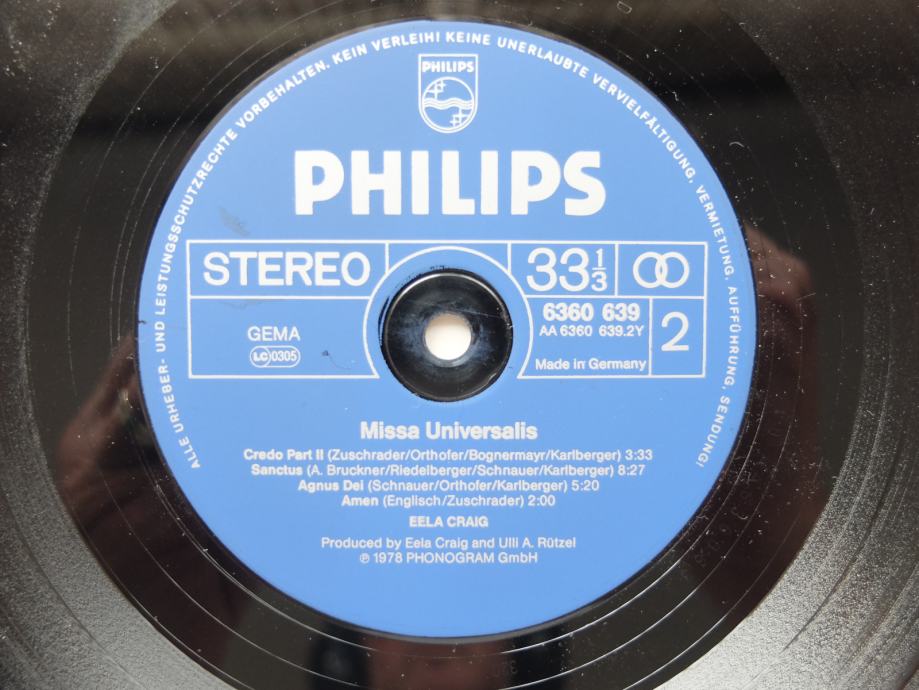 ALLE URHEBER- UND LEISTUNGSSCHUTZRECHTE VORBEHALTEN. KEIN VERLEIH! KEINE UNERLAUBTE VERVIELFÄLTIGUNG, VERMIETUNG, AUFFÜHRUNG, SENDUNG!
PHILIPS
PHILIPS
STEREO
33 1/3
GEMA
LC 0305
6360 639
AA 6360 639.2Y
2
Made in Germany
Missa Universalis
Credo Part II (Zuschrader/Orthofer/Bognermayr/Karlberger) 3:33
Sanctus (A. Bruckner/Riedelberger/Schnauer/Karlberger) 8:27
Agnus Dei (Schnauer/Orthofer/Karlberger) 5:20
Amen (Englisch/Zuschrader) 2:00
EELA CRAIG
Produced by Eela Craig and Ulli A. Rützel
℗ 1978 PHONOGRAM GmbH